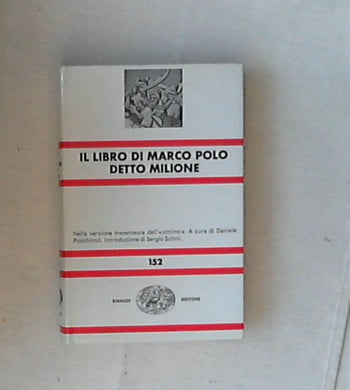 IL LIBRO DI MARCO POLO
DETTO MILIONE
Nella versione trecentesca dell'«ottimo». A cura di Daniele
Ponchiroli. Introduzione di Sergio Solmi.
152
EINAUDI EDITORE